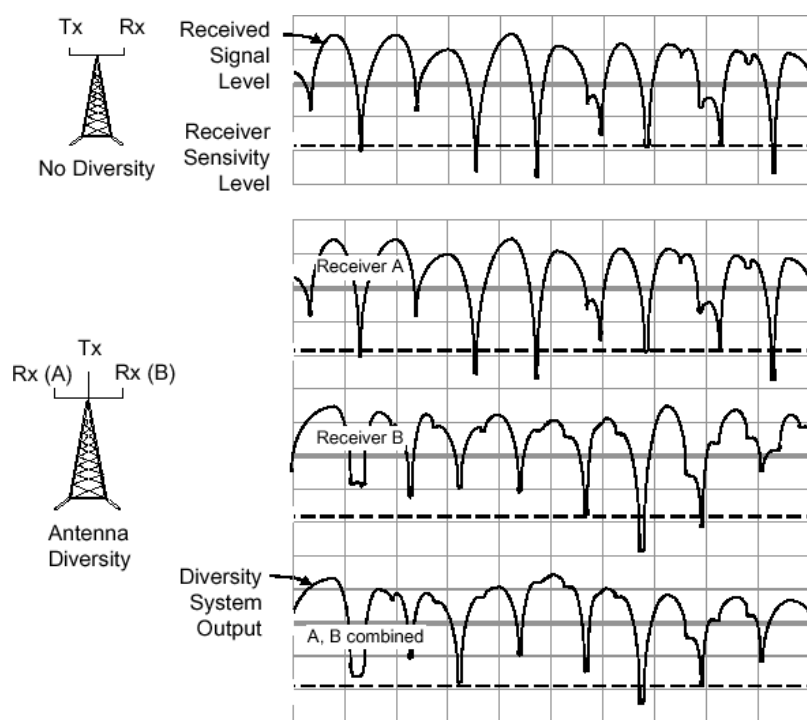 Tx Rx
No Diversity
Received
Signal
Level
Receiver
Sensivity
Level
Receiver A
Tx
Rx (A) Rx (B)
Antenna
Diversity
Receiver B
Diversity
System
Output
A, B combined